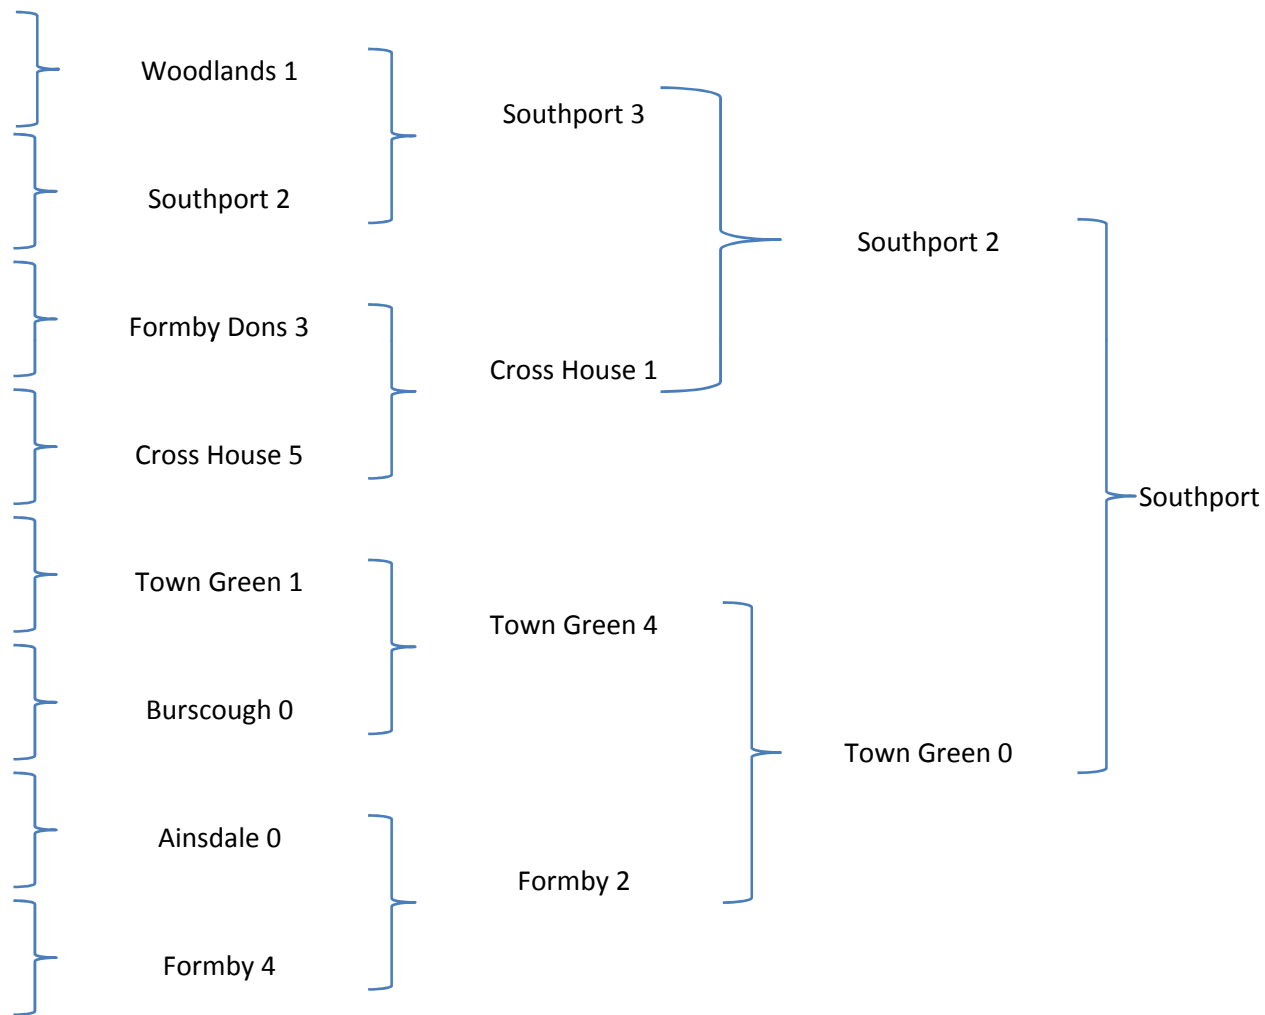 Woodlands 1
Southport 2
Formby Dons 3
Cross House 5
Town Green 1
Burscough 0
Ainsdale 0
Formby 4
Southport 3
Cross House 1
Town Green 4
Formby 2
Southport 2
Town Green 0
Southport